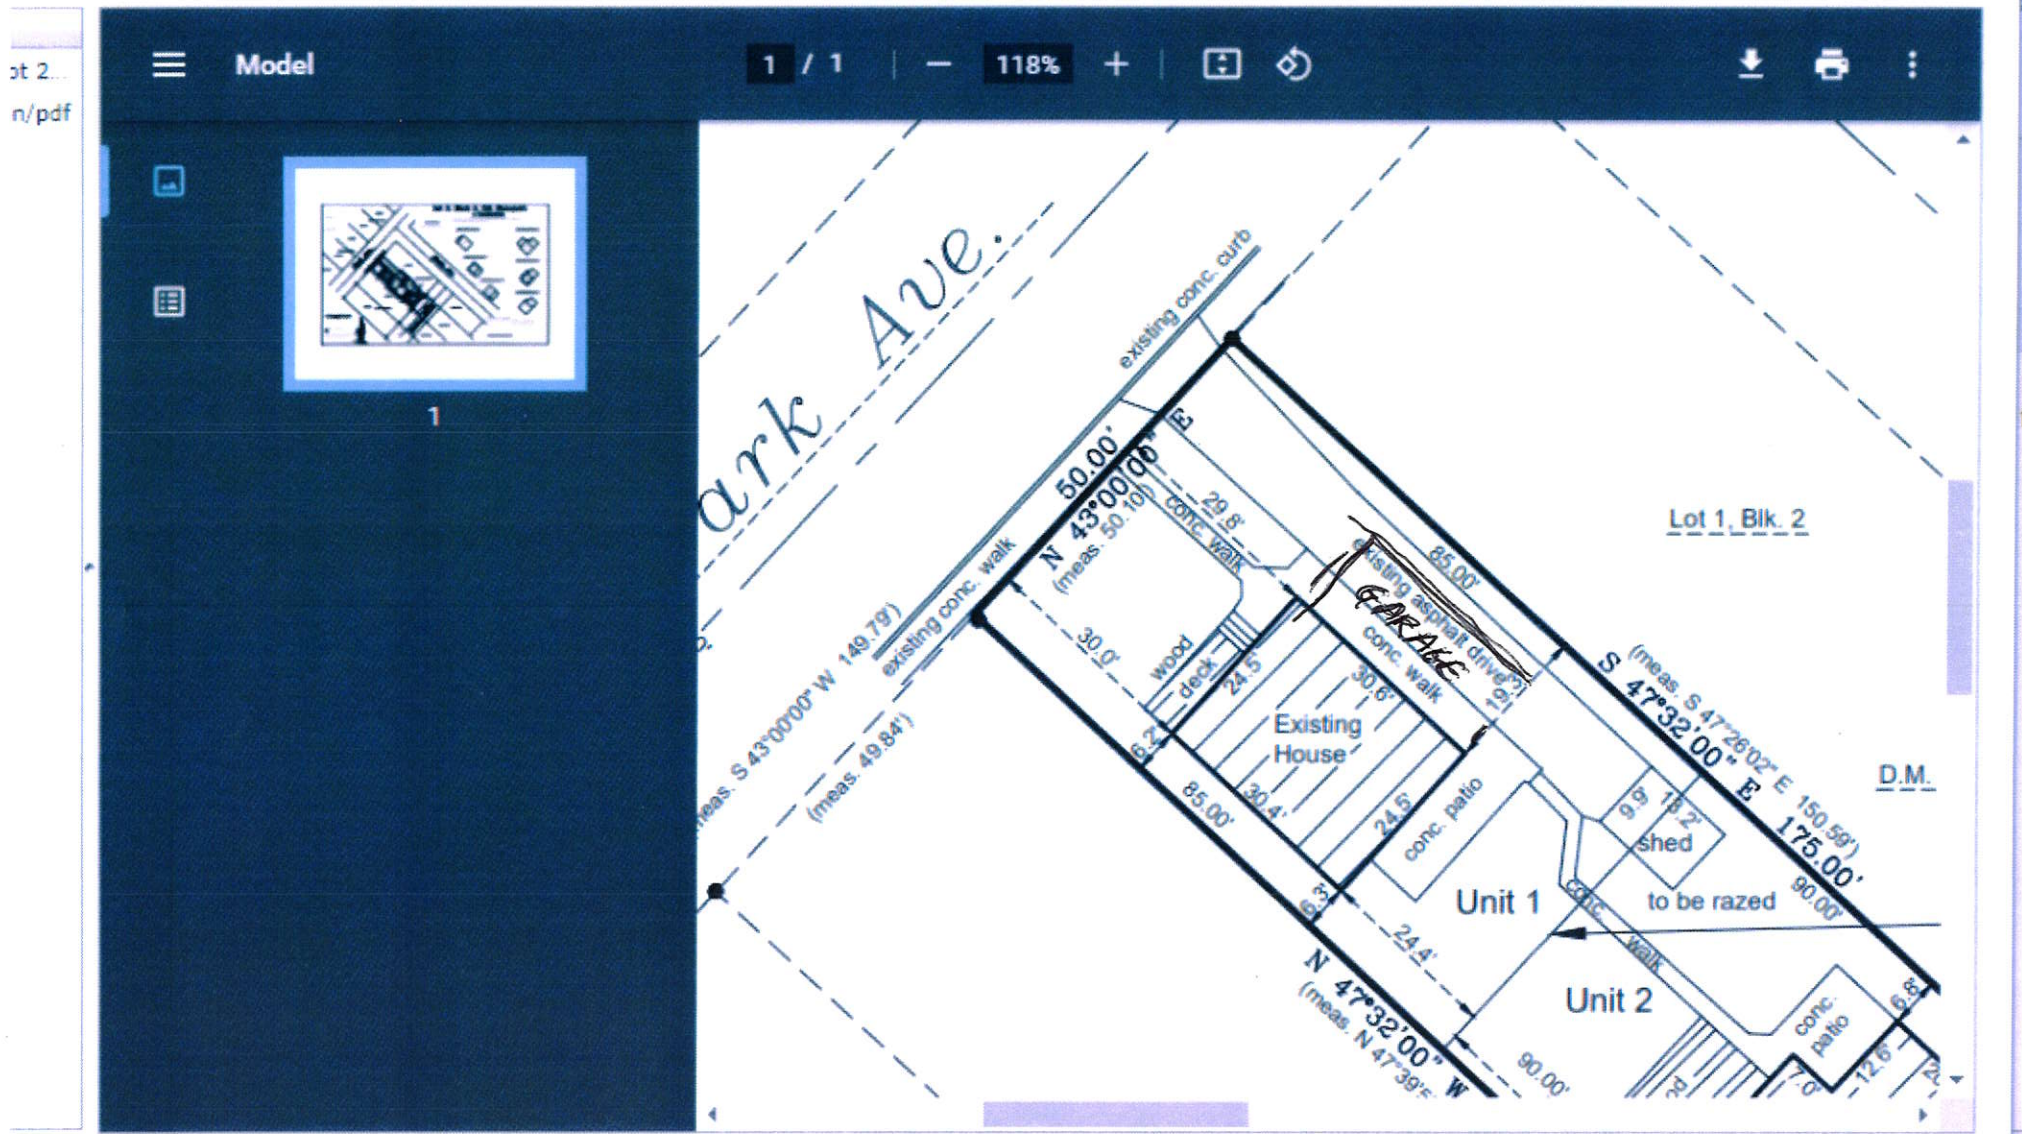 ot 2...
n/pdf
Model
1 / 1
118%
1
ark Ave.
existing conc. curb
50.00'
N 43°00'00" E
(meas. 50.10')
conc. walk
29.8'
existing conc. walk
30.0'
wood
deck
24.5'
6.2'
existing asphalt drive
GARAGE
conc. walk
85.00'
30.6'
19.3'
Existing
House
30.4'
24.5'
85.00'
6.3'
conc. patio
Lot 1, Blk. 2
D.M.
S 47°32'00" E 175.00'
(meas. S 47°26'02" E 150.59')
9.9'
shed
to be razed
90.00'
Unit 1
conc. walk
Unit 2
24.4'
N 47°32'00" W
(meas. N 47°39'5
90.00'
conc.
patio
6.8'
7.0'
12.6'
meas. S 43°00'00" W 149.79')
(meas. 49.84')